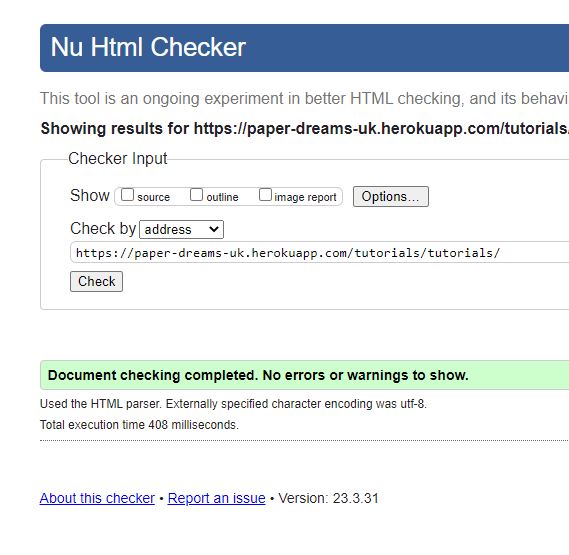 Nu Html Checker
This tool is an ongoing experiment in better HTML checking, and its behavi
Showing results for https://paper-dreams-uk.herokuapp.com/tutorials
Checker Input
Show source outline image report Options...
Check by address
https://paper-dreams-uk.herokuapp.com/tutorials/tutorials/
Check
Document checking completed. No errors or warnings to show.
Used the HTML parser. Externally specified character encoding was utf-8.
Total execution time 408 milliseconds.
About this checker • Report an issue • Version: 23.3.31